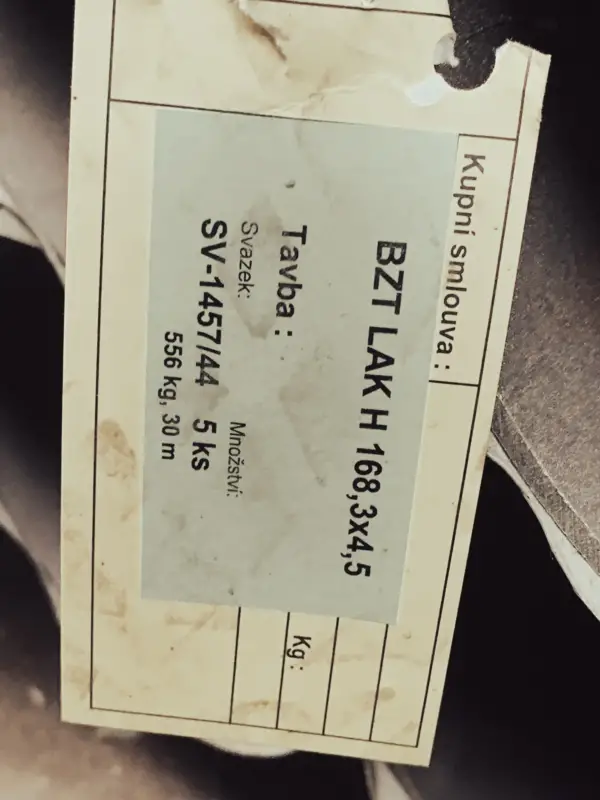 Kupní smlouva :
BZT LAK H 168,3x4,5
Tavba :
Kg :
Svazek: Množství:
SV-1457/44 5 ks
556 kg, 30 m